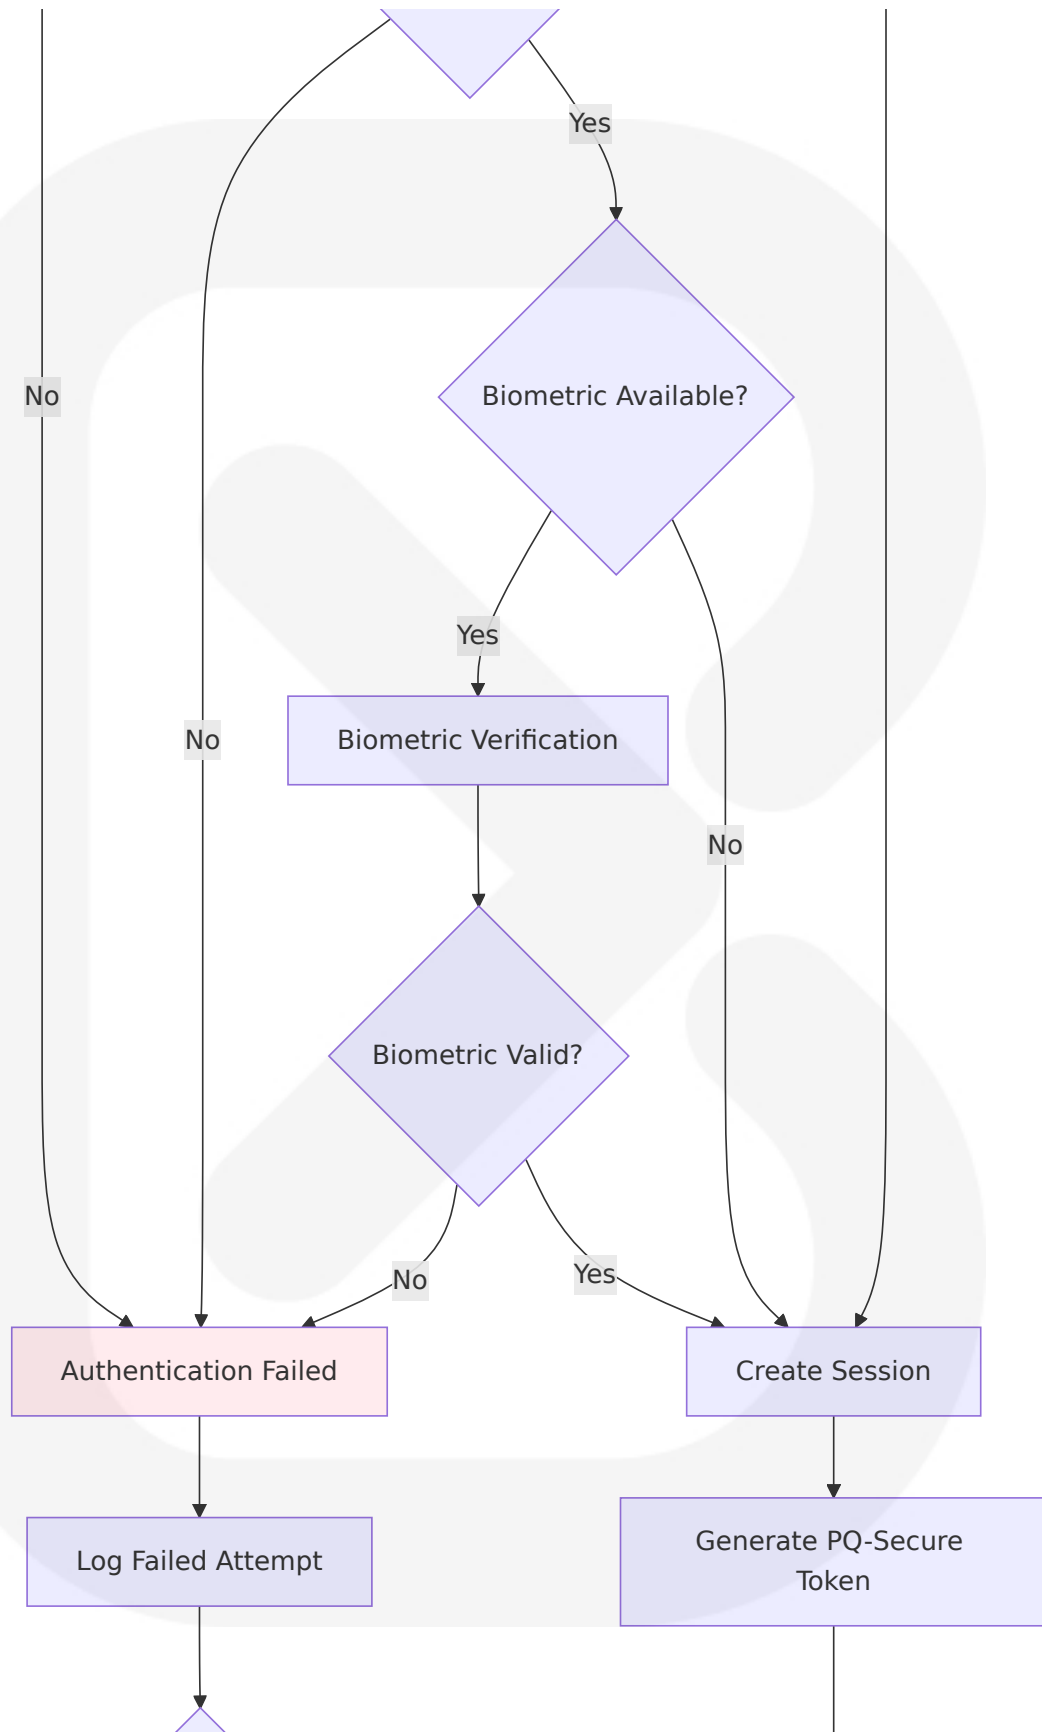 Yes
No
Biometric Available?
Yes
Biometric Verification
No
No
Biometric Valid?
No
Yes
Authentication Failed
Create Session
Log Failed Attempt
Generate PQ-Secure
Token